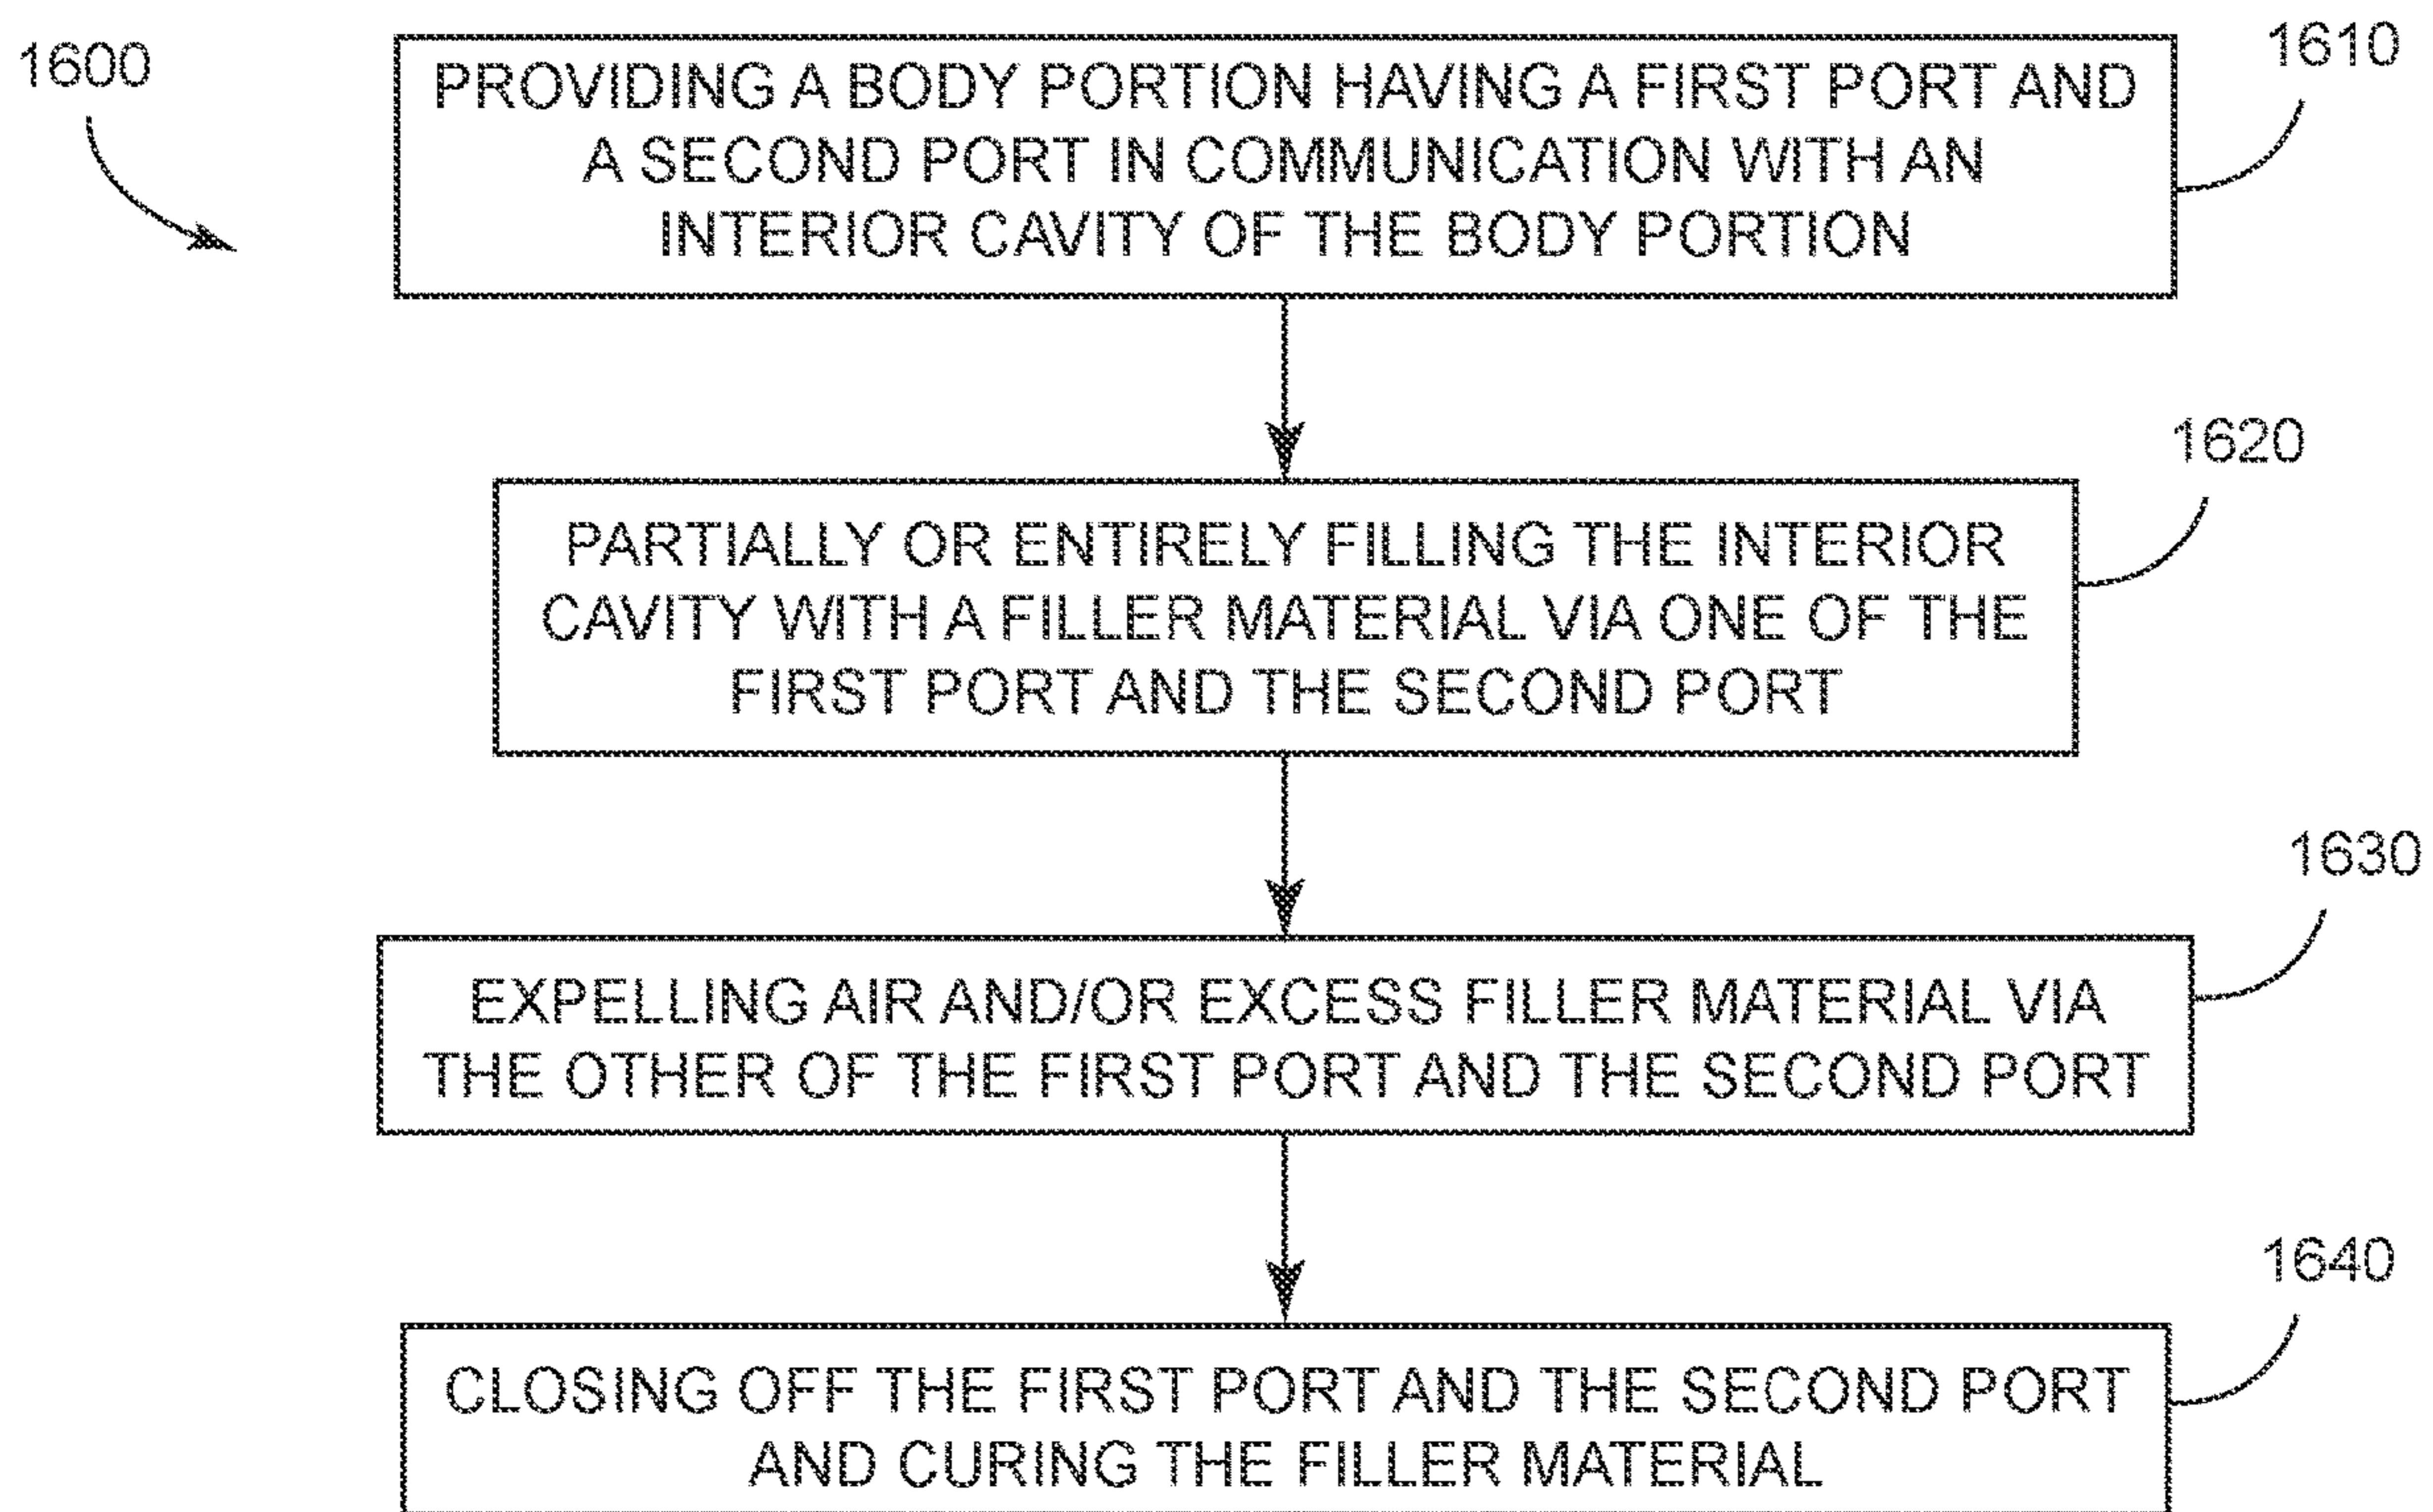 1600
1610
PROVIDING A BODY PORTION HAVING A FIRST PORT AND
A SECOND PORT IN COMMUNICATION WITH AN
INTERIOR CAVITY OF THE BODY PORTION
1620
PARTIALLY OR ENTIRELY FILLING THE INTERIOR
CAVITY WITH A FILLER MATERIAL VIA ONE OF THE
FIRST PORT AND THE SECOND PORT
1630
EXPELLING AIR AND/OR EXCESS FILLER MATERIAL VIA
THE OTHER OF THE FIRST PORT AND THE SECOND PORT
1640
CLOSING OFF THE FIRST PORT AND THE SECOND PORT
AND CURING THE FILLER MATERIAL